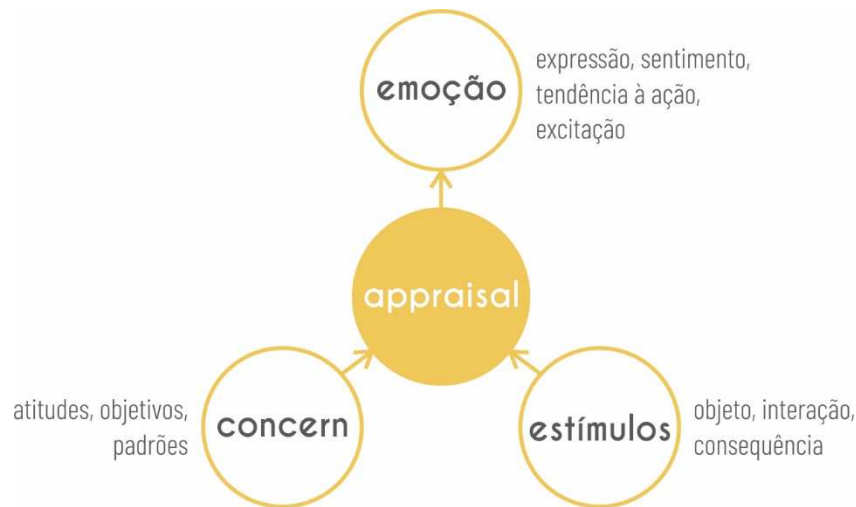 emoção
expressão, sentimento,
tendência à ação,
excitação
appraisal
atitudes, objetivos,
padrões
concern
estímulos
objeto, interação,
consequência